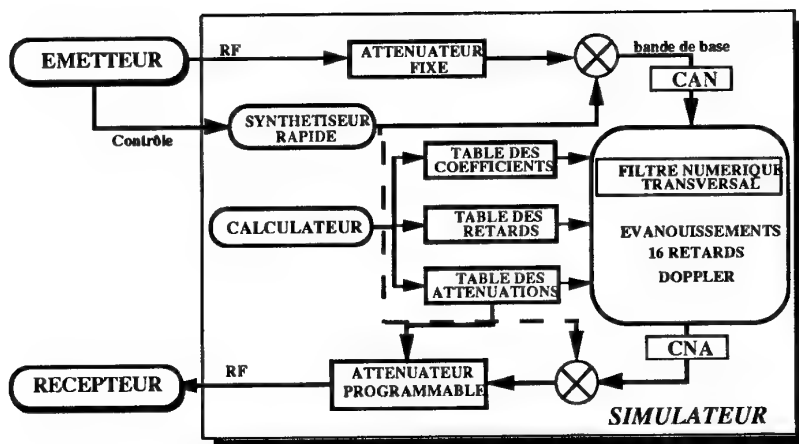 EMETTEUR
RF
ATTENUATEUR
FIXE
bande de base
CAN
Contrôle
SYNTHETISEUR
RAPIDE
TABLE DES
COEFFICIENTS
FILTRE NUMERIQUE
TRANSVERSAL
CALCULATEUR
TABLE DES
RETARDS
EVANOUISSEMENTS
16 RETARDS
DOPPLER
TABLE DES
ATTENUATIONS
CNA
RECEPTEUR
RF
ATTENUATEUR
PROGRAMMABLE
SIMULATEUR